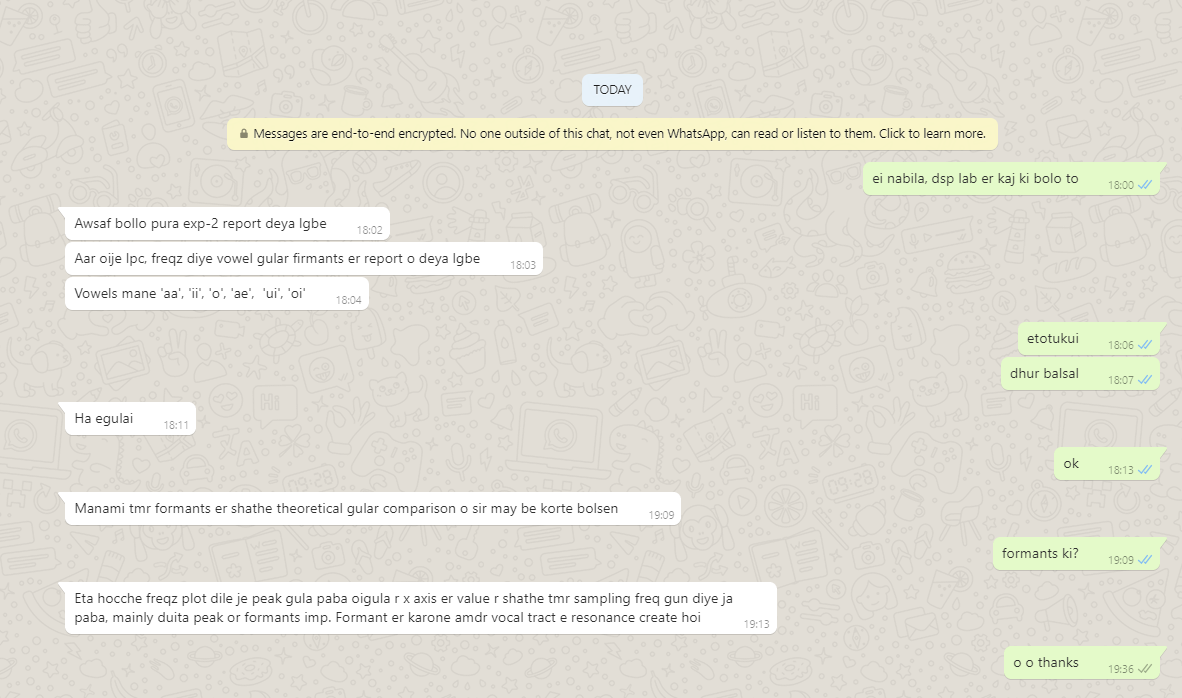 TODAY
Messages are end-to-end encrypted. No one outside of this chat, not even WhatsApp, can read or listen to them. Click to learn more.
ei nabila, dsp lab er kaj ki bolo to 18:00
Awsaf bollo pura exp-2 report deya lgbe 18:02
Aar oije lpc, freqz diye vowel gular firmants er report o deya lgbe 18:03
Vowels mane 'aa', 'ii', 'o', 'ae', 'ui', 'oi' 18:04
etotukui 18:06
dhur balsal 18:07
Ha egulai 18:11
ok 18:13
Manami tmr formants er shathe theoretical gular comparison o sir may be korte bolsen 19:09
formants ki? 19:09
Eta hocche freqz plot dile je peak gula paba oigula r x axis er value r shathe tmr sampling freq gun diye ja
paba, mainly duita peak or formants imp. Formant er karone amdr vocal tract e resonance create hoi 19:13
o o thanks 19:36